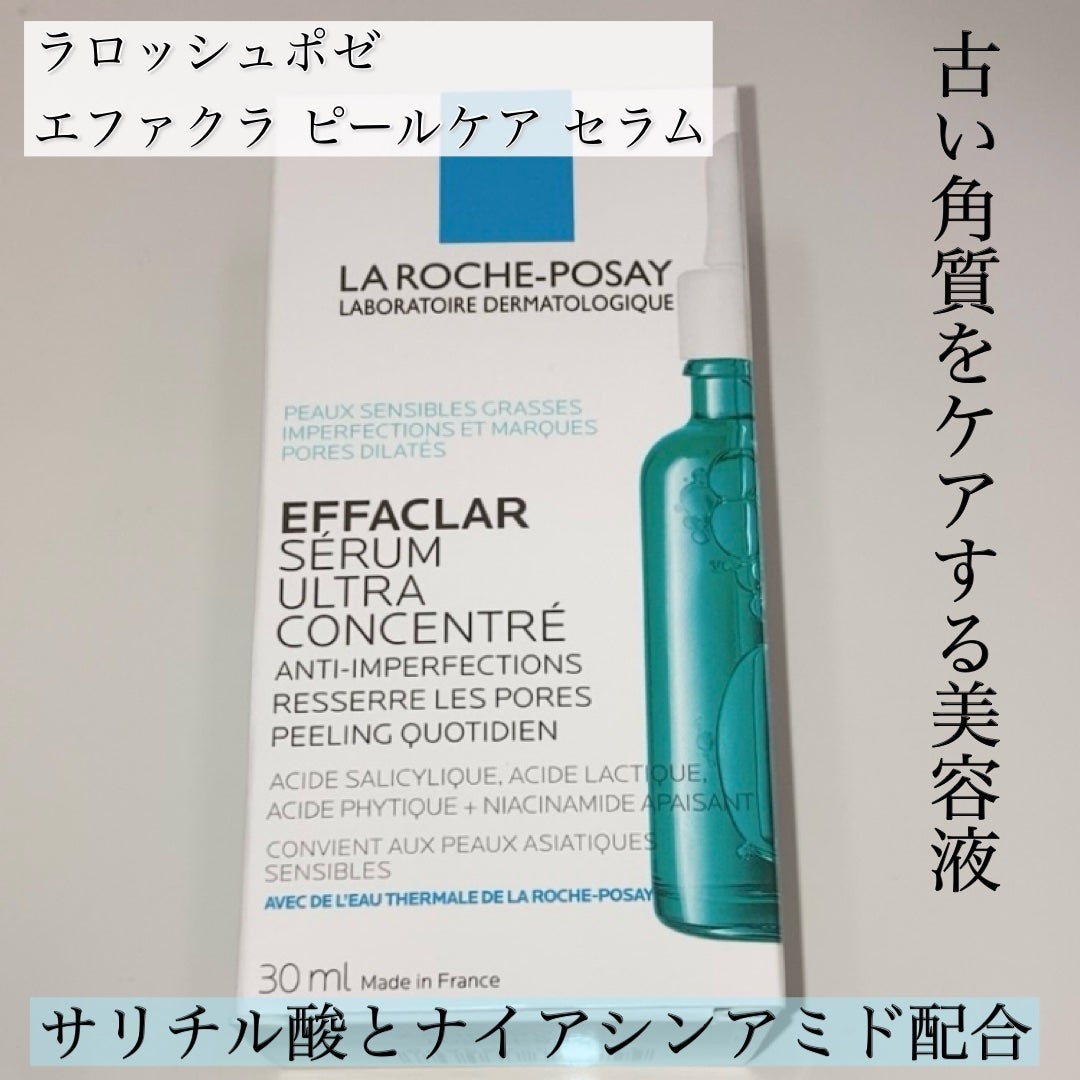 ラロッシュポゼ
エファクラ ピールケア セラム
古い角質をケアする美容液
LA ROCHE-POSAY
LABORATOIRE DERMATOLOGIQUE
PEAUX SENSIBLES GRASSES
IMPERFECTIONS ET MARQUES
PORES DILATÉS
EFFACLAR
SÉRUM
ULTRA
CONCENTRÉ
ANTI-IMPERFECTIONS
RESSERRE LES PORES
PEELING QUOTIDIEN
ACIDE SALICYLIQUE, ACIDE LACTIQUE,
ACIDE PHYTIQUE + NIACINAMIDE APAISANT
CONVIENT AUX PEAUX ASIATIQUES
SENSIBLES
AVEC DE L'EAU THERMALE DE LA ROCHE-POSAY
30 ml Made in France
サリチル酸とナイアシンアミド配合